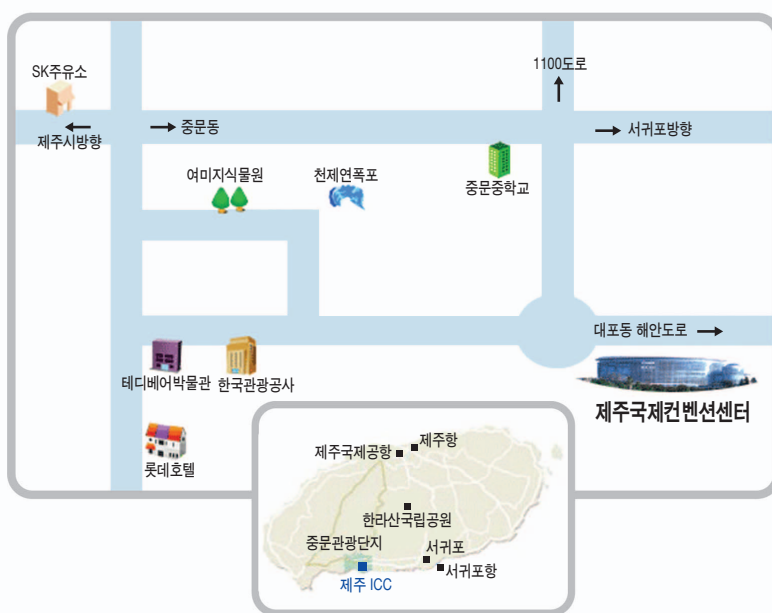 1100도로
SK주유소
제주시방향
중문동
서귀포방향
여미지식물원
천제연폭포
중문중학교
대포동 해안도로
테디베어박물관
한국관광공사
제주국제컨벤션센터
롯데호텔
제주국제공항
제주항
한라산국립공원
중문관광단지
서귀포
서귀포항
제주 ICC